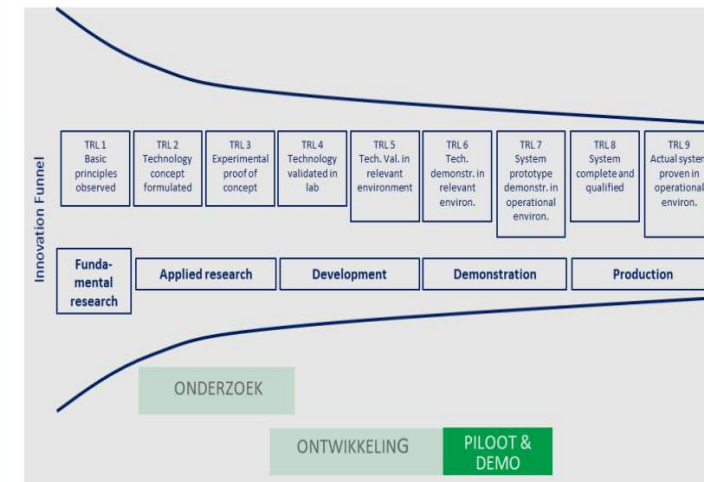 Innovation Funnel
TRL 1
Basic
principles
observed
TRL 2
Technology
concept
formulated
TRL 3
Experimental
proof of
concept
TRL 4
Technology
validated in
lab
TRL 5
Tech. Val. in
relevant
environment
TRL 6
Tech.
demonstr. in
relevant
environ.
TRL 7
System
prototype
demonstr. in
operational
environ.
TRL 8
System
complete and
qualified
TRL 9
Actual system
proven in
operational
environ.
Funda-
mental
research
Applied research
Development
Demonstration
Production
ONDERZOEK
ONTWIKKELING
PILOOT &
DEMO